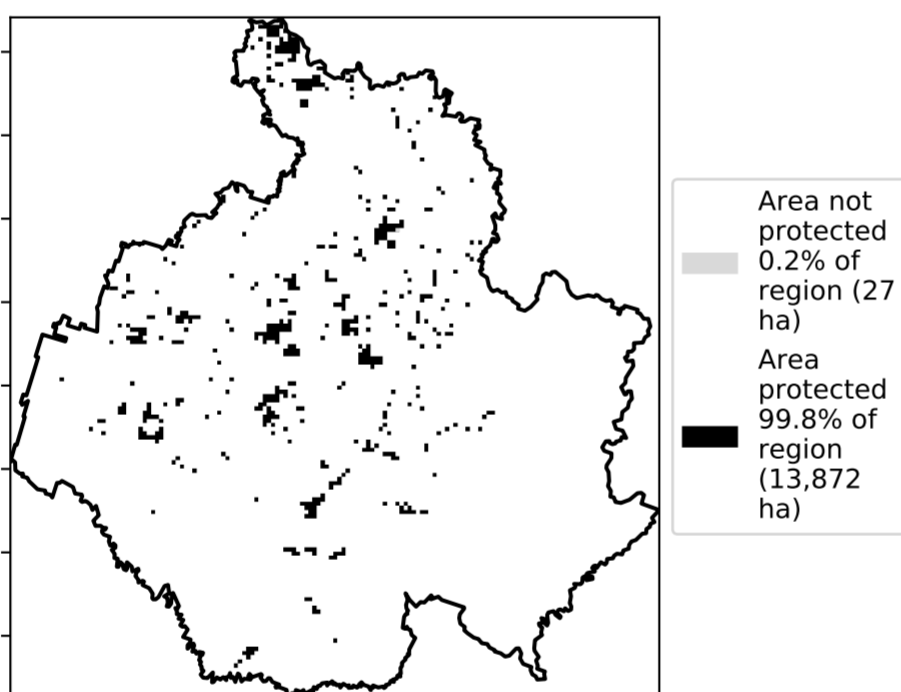 Area not
protected
0.2% of
region (27
ha)
Area
protected
99.8% of
region
(13,872
ha)